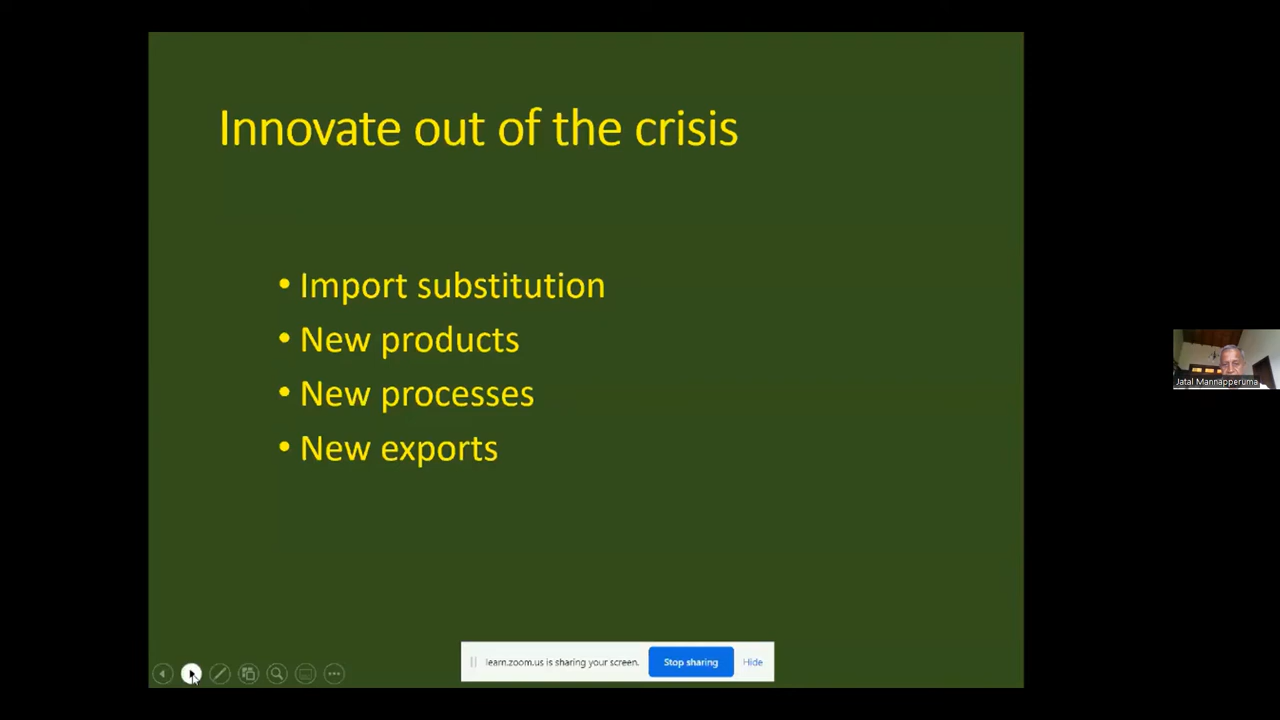 Innovate out of the crisis
• Import substitution
• New products
• New processes
• New exports
Jatal Mannapperuma
learn.zoom.us is sharing your screen.
Stop sharing
Hide